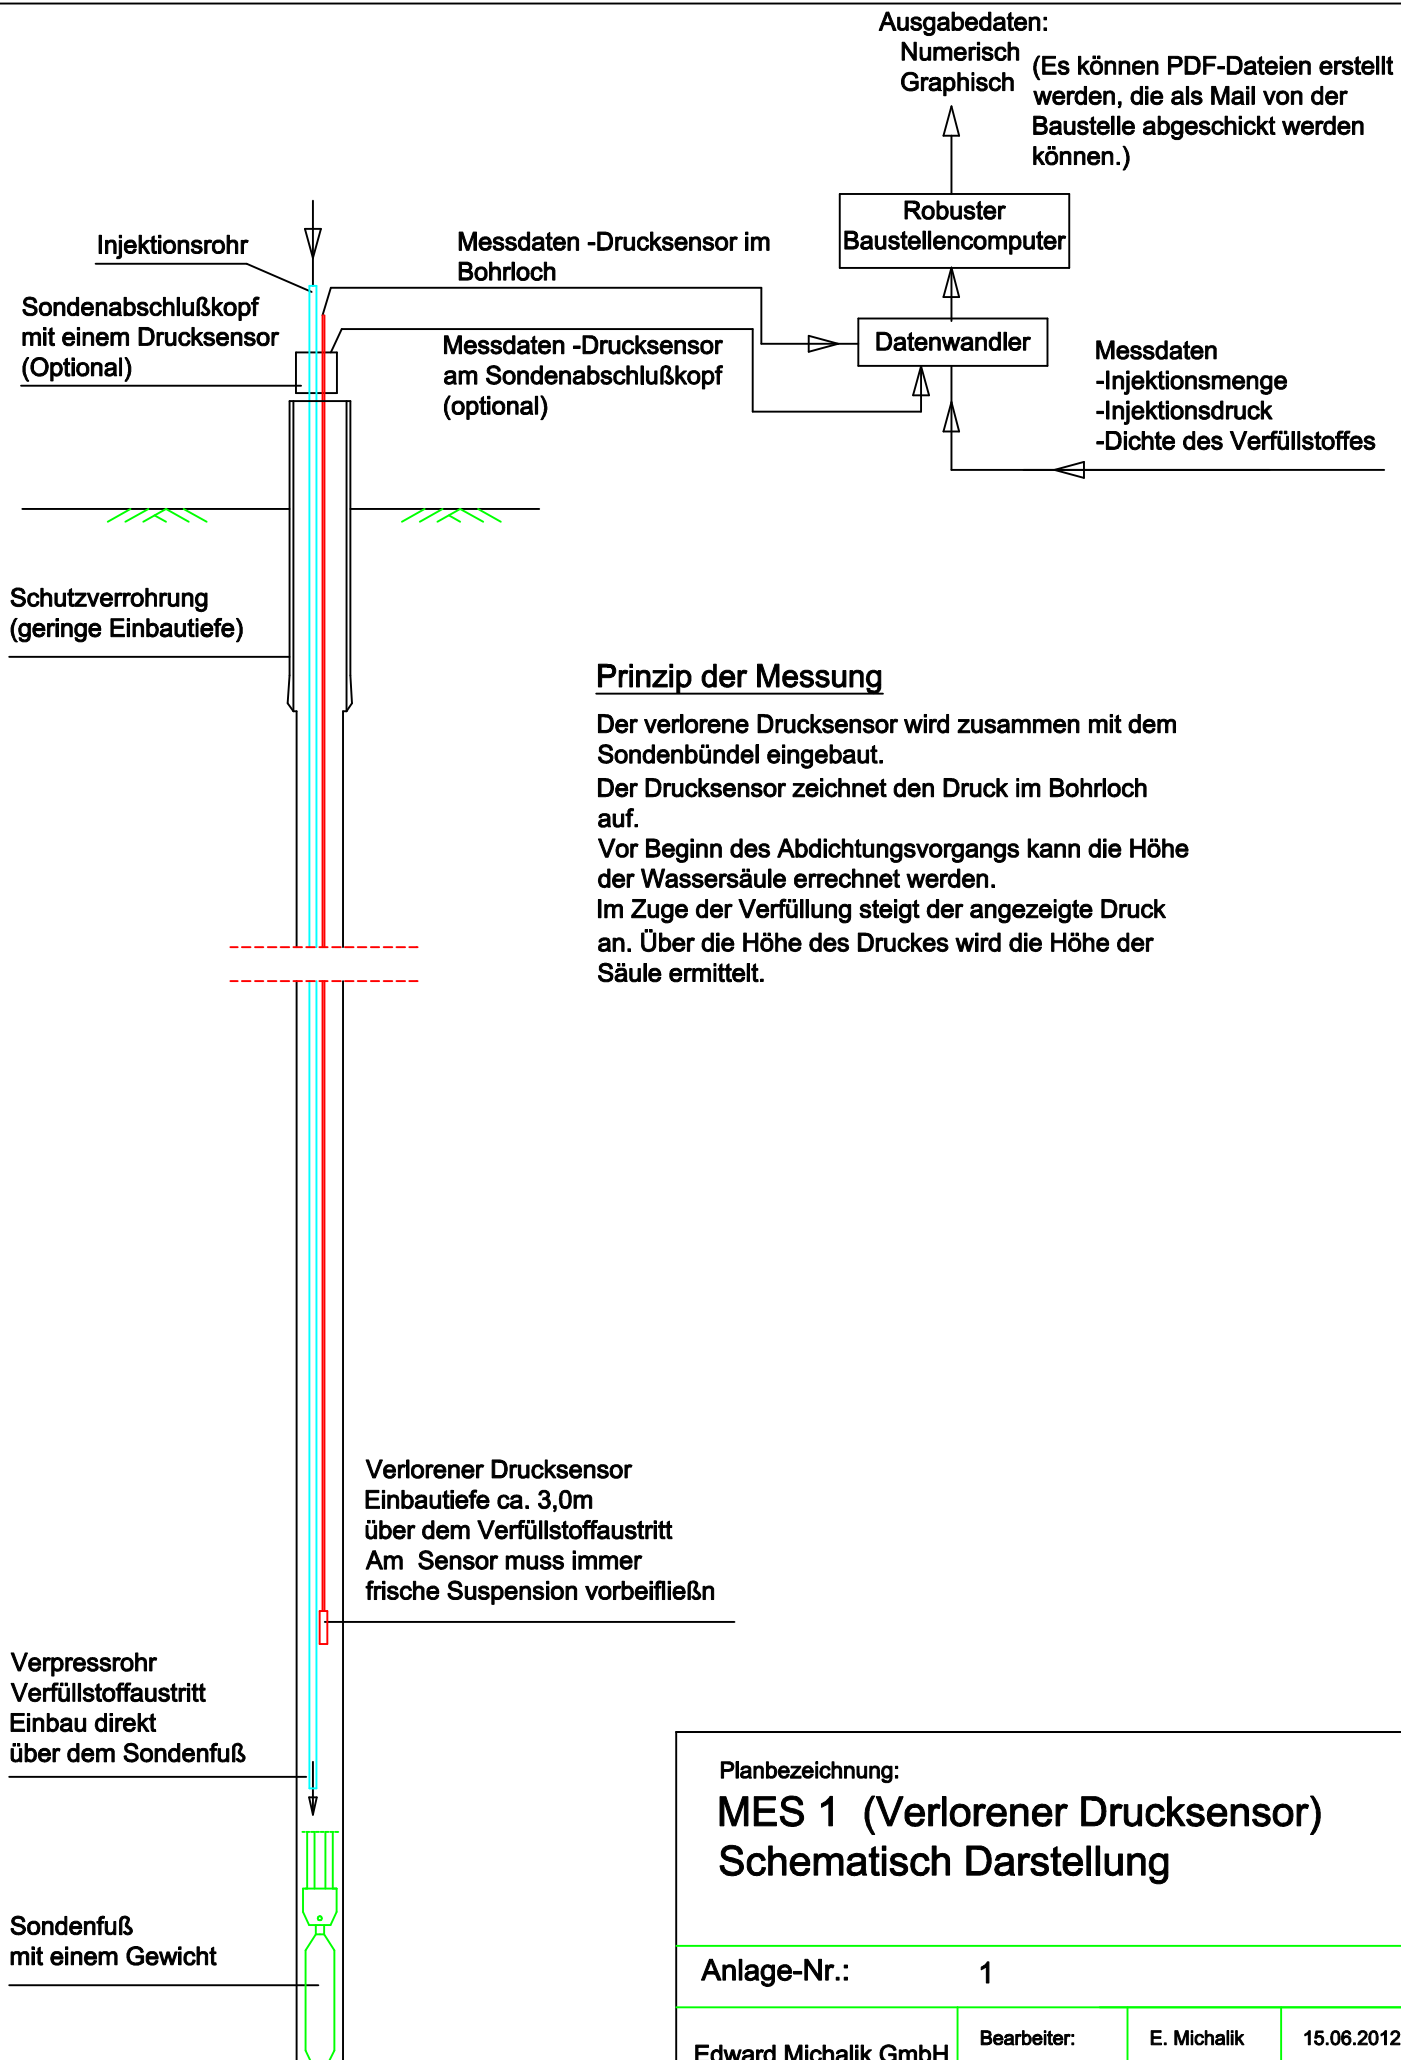 Ausgabedaten:
Numerisch
Graphisch
(Es können PDF-Dateien erstellt
werden, die als Mail von der
Baustelle abgeschickt werden
können.)
Robuster
Baustellencomputer
Injektionsrohr
Messdaten -Drucksensor im
Bohrloch
Sondenabschlußkopf
mit einem Drucksensor
(Optional)
Messdaten -Drucksensor
am Sondenabschlußkopf
(optional)
Datenwandler
Messdaten
-Injektionsmenge
-Injektionsdruck
-Dichte des Verfüllstoffes
Schutzverrohrung
(geringe Einbautiefe)
Prinzip der Messung
Der verlorene Drucksensor wird zusammen mit dem
Sondenbündel eingebaut.
Der Drucksensor zeichnet den Druck im Bohrloch
auf.
Vor Beginn des Abdichtungsvorgangs kann die Höhe
der Wassersäule errechnet werden.
Im Zuge der Verfüllung steigt der angezeigte Druck
an. Über die Höhe des Druckes wird die Höhe der
Säule ermittelt.
Verlorener Drucksensor
Einbautiefe ca. 3,0m
über dem Verfüllstoffaustritt
Am Sensor muss immer
frische Suspension vorbeifließn
Verpressrohr
Verfüllstoffaustritt
Einbau direkt
über dem Sondenfuß
Sondenfuß
mit einem Gewicht
Planbezeichnung:
MES 1 (Verlorener Drucksensor)
Schematisch Darstellung
Anlage-Nr.: 1
Edward Michalik GmbH
Bearbeiter: E. Michalik 15.06.2012